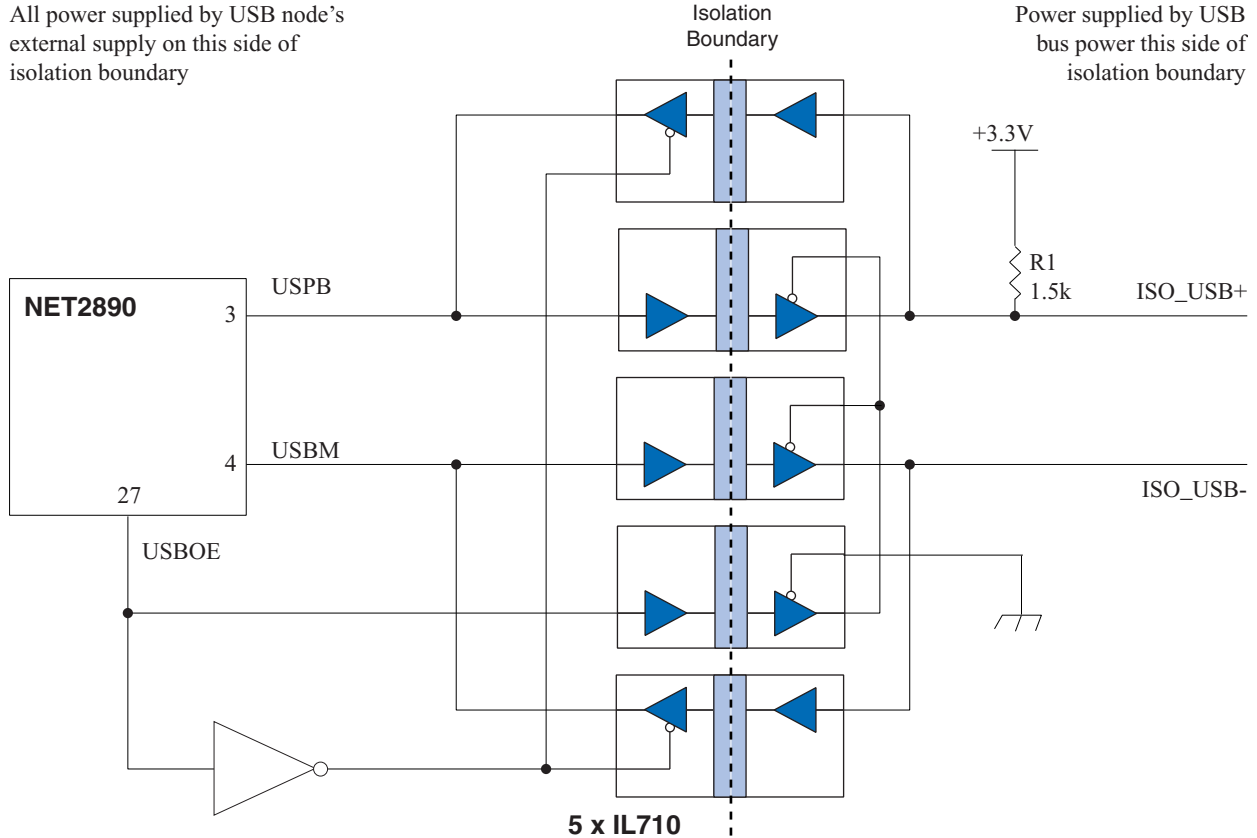 All power supplied by USB node's
external supply on this side of
isolation boundary
Isolation
Boundary
Power supplied by USB
bus power this side of
isolation boundary
+3.3V
R1
1.5k
NET2890
3
USPB
ISO_USB+
4
USBM
ISO_USB-
27
USBOE
5 x IL710